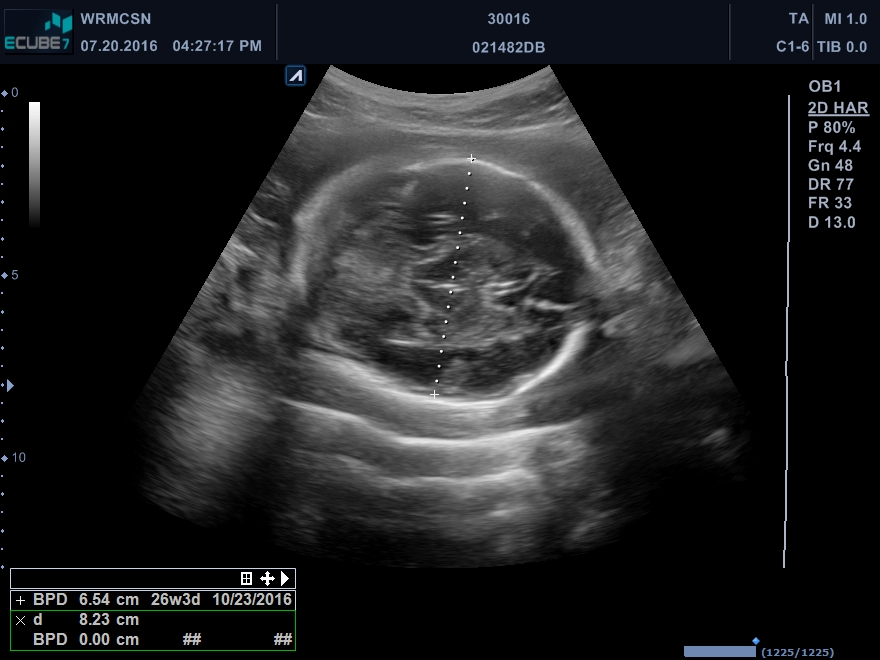 ECUBE7
WRMCSN
07.20.2016 04:27:17 PM
30016
021482DB
TA MI 1.0
C1-6 TIB 0.0
OB1
2D HAR
P 80%
Frq 4.4
Gn 48
DR 77
FR 33
D 13.0
0
5
10
+ BPD 6.54 cm 26w3d 10/23/2016
× d 8.23 cm
BPD 0.00 cm ## ##
(1225/1225)